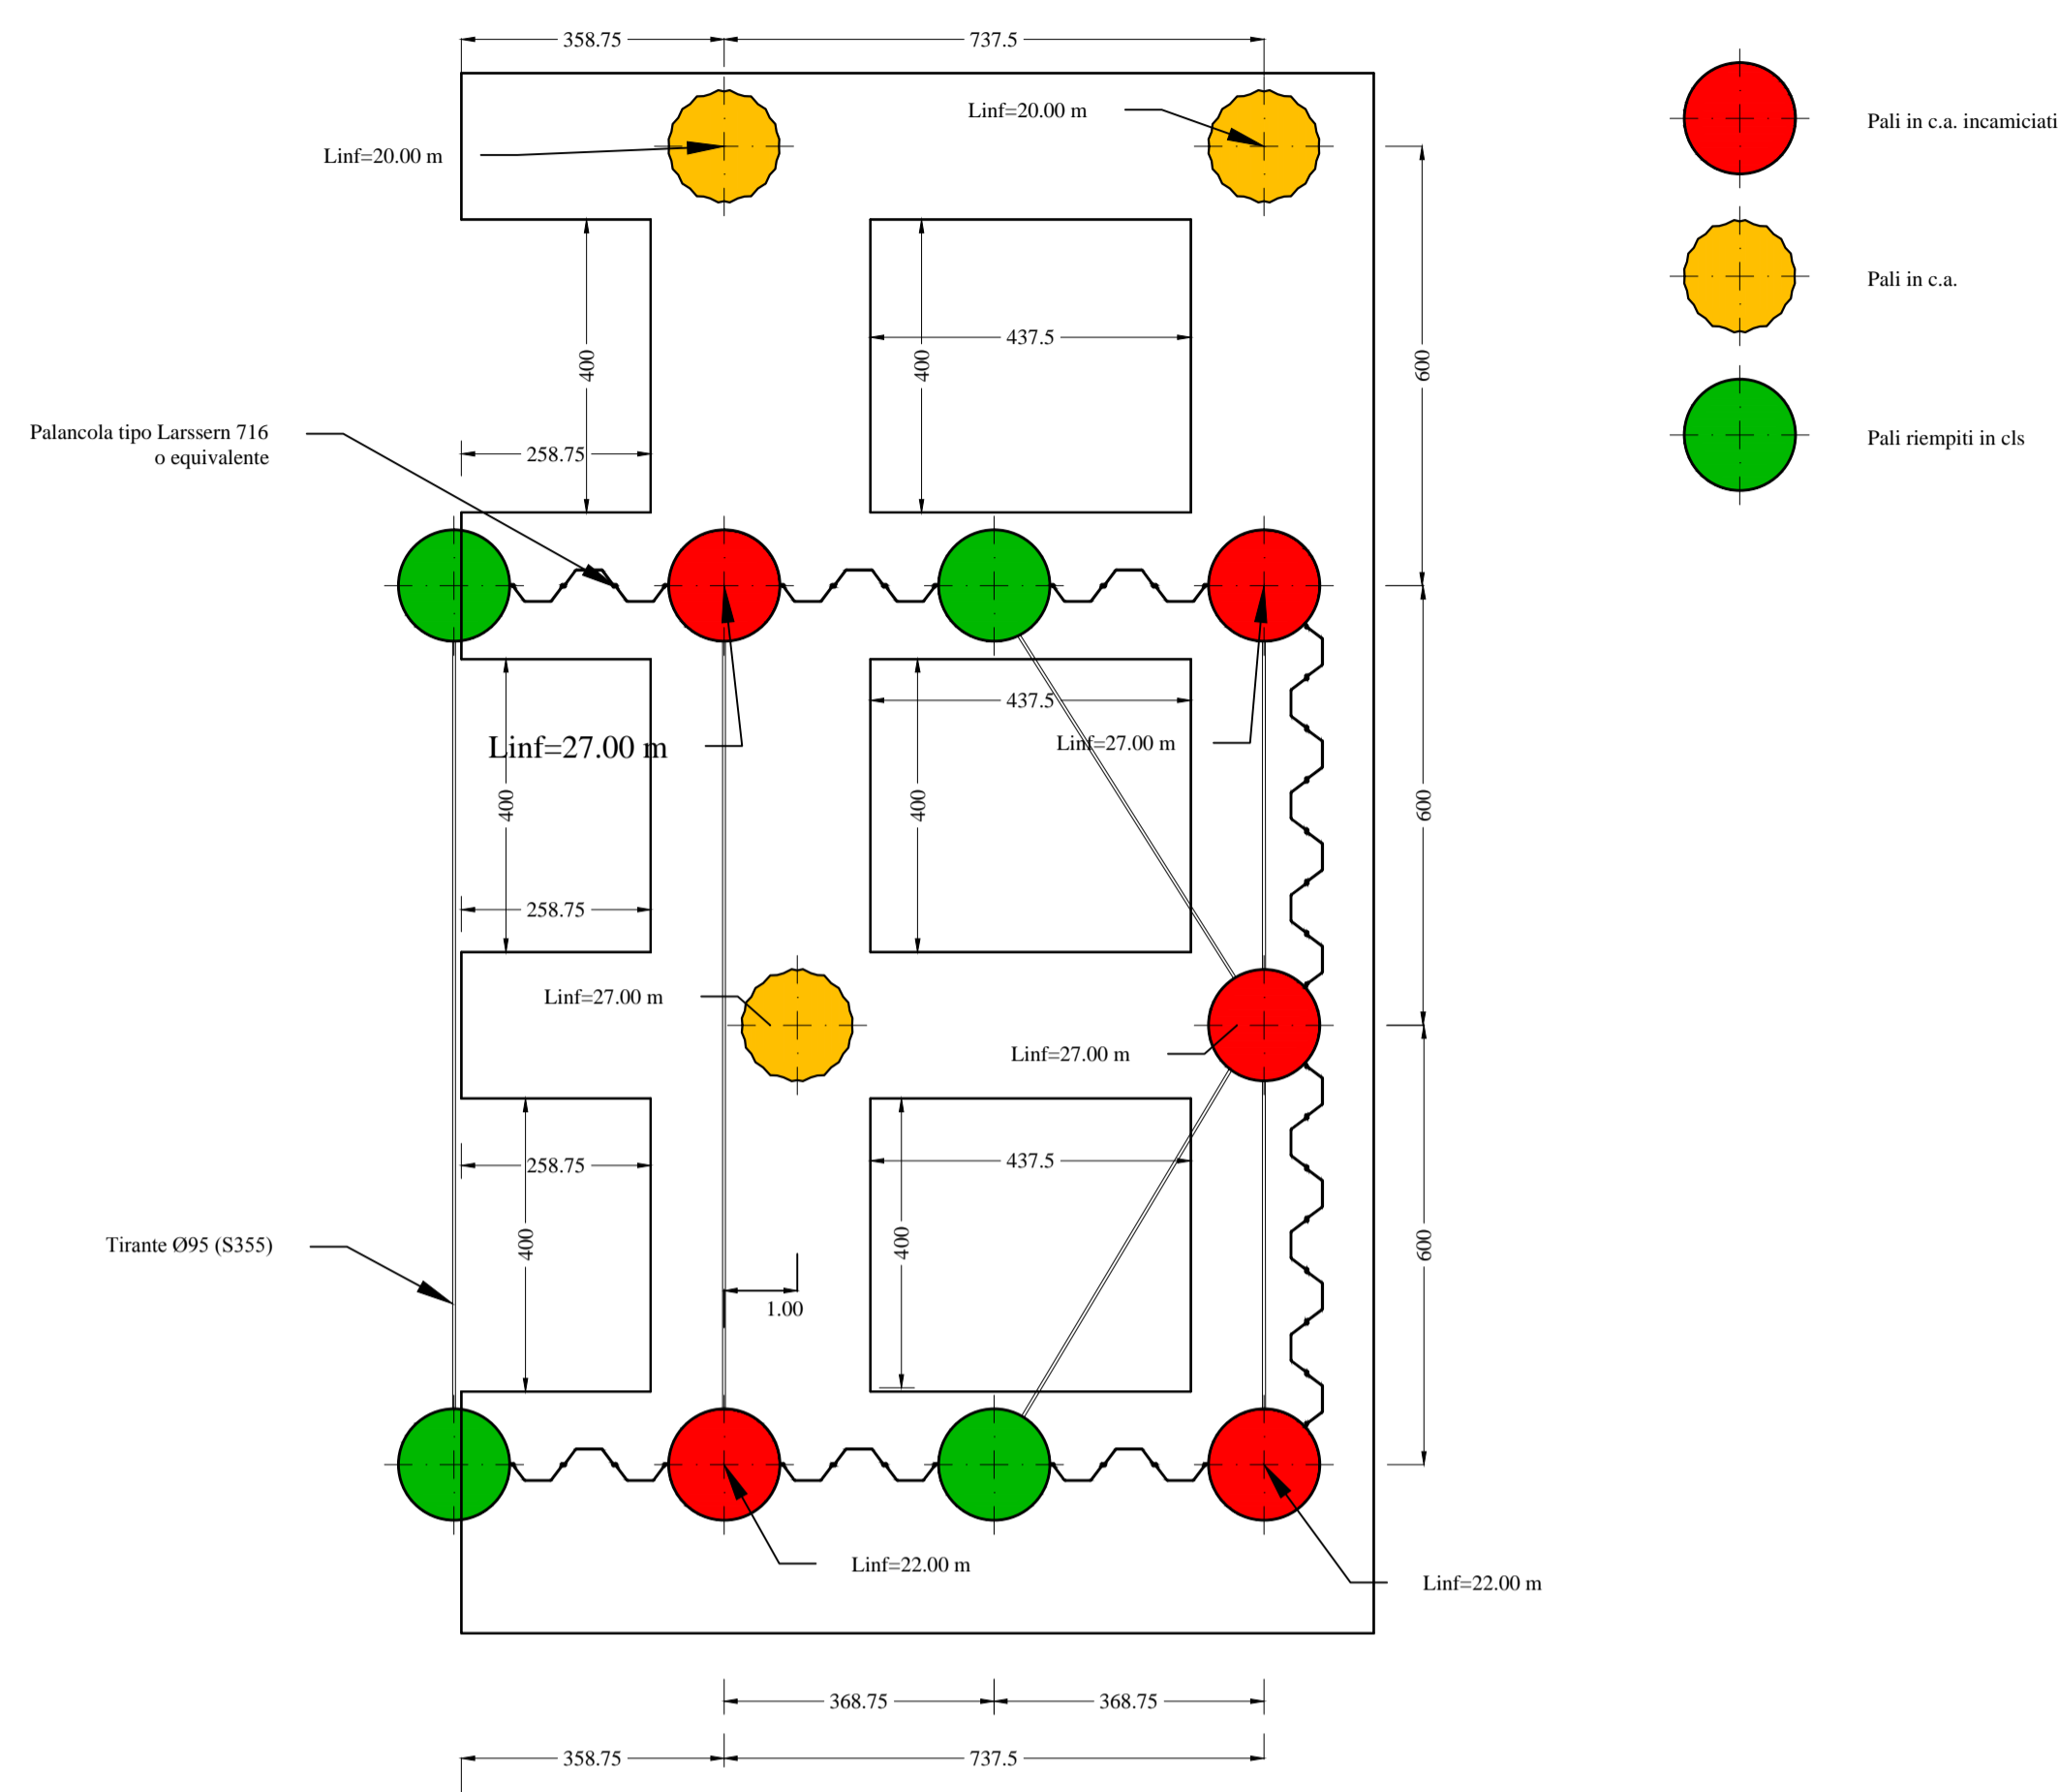 358.75
737.5
Linf=20.00 m
Pali in c.a. incamiciati
Linf=20.00 m
Pali in c.a.
437.5
400
400
600
Palancola tipo Larssern 716
o equivalente
258.75
Pali riempiti in cls
437.5
Linf=27.00 m
Linf=27.00 m
400
400
600
258.75
Linf=27.00 m
Linf=27.00 m
258.75
437.5
Tirante Ø95 (S355)
400
400
600
1.00
Linf=22.00 m
Linf=22.00 m
368.75
368.75
358.75
737.5